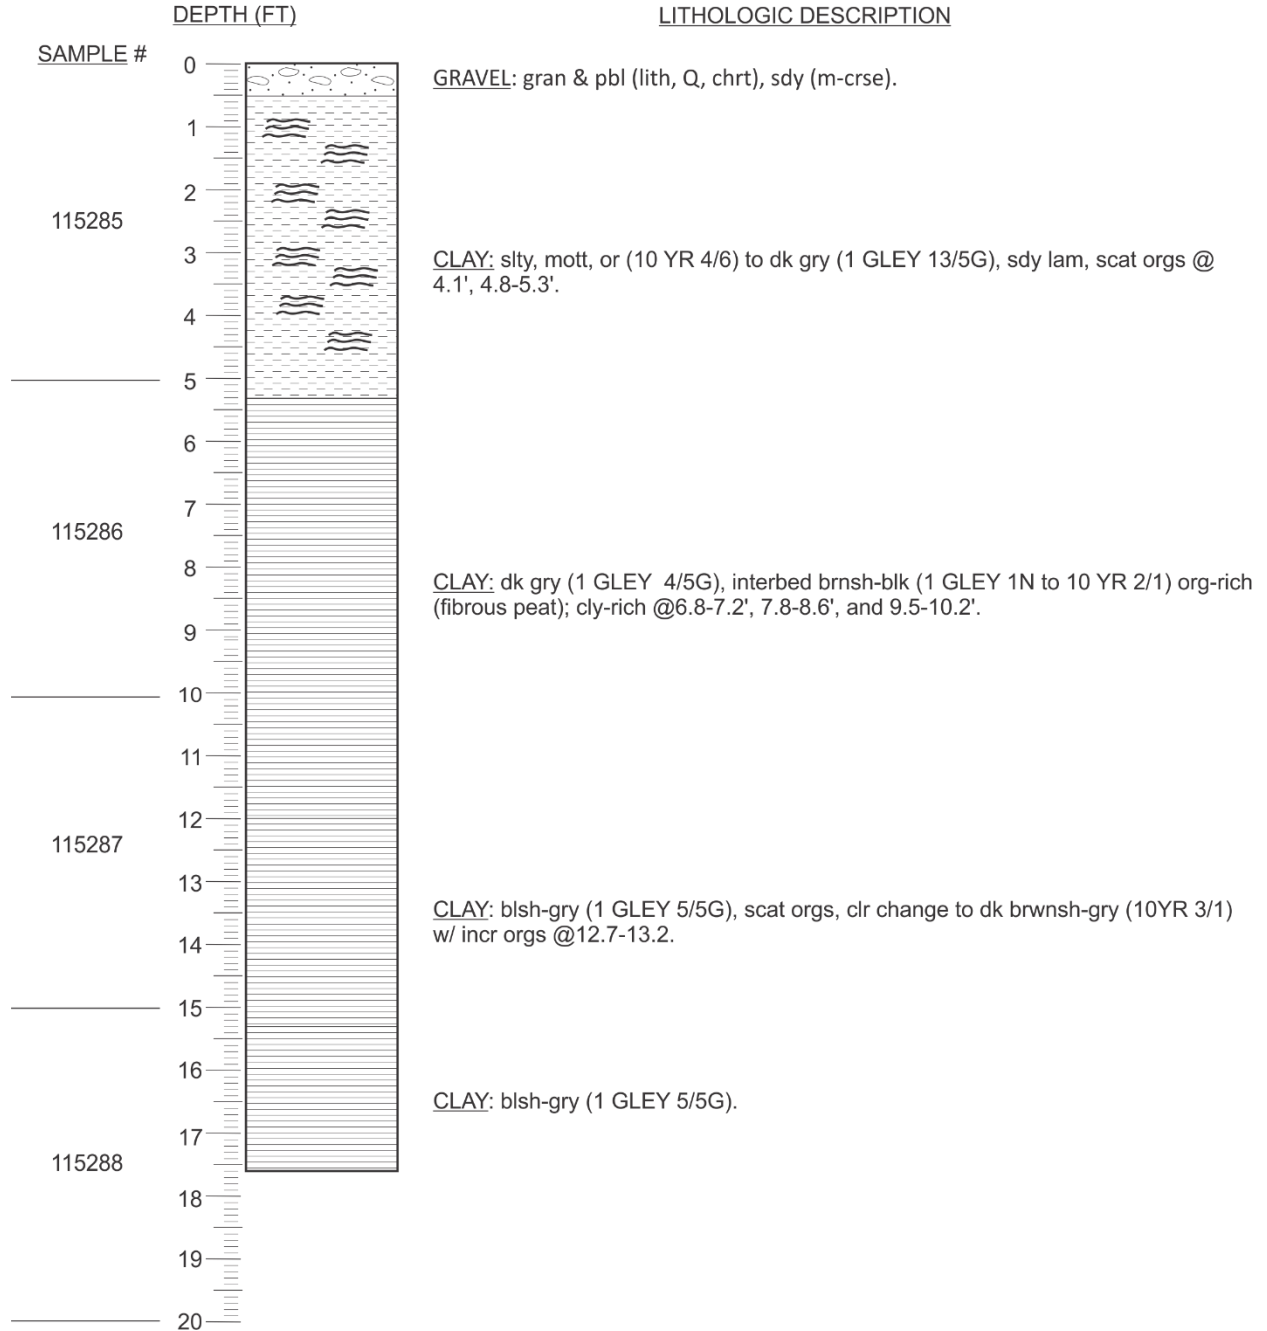 DEPTH (FT)
LITHOLOGIC DESCRIPTION
SAMPLE #
0
GRAVEL: gran & pbl (lith, Q, chrt), sdy (m-crse).
1
2
115285
3
CLAY: slty, mott, or (10 YR 4/6) to dk gry (1 GLEY 13/5G), sdy lam, scat orgs @
4.1', 4.8-5.3'.
4
5
6
7
115286
8
CLAY: dk gry (1 GLEY  4/5G), interbed brnsh-blk (1 GLEY 1N to 10 YR 2/1) org-rich
(fibrous peat); cly-rich @6.8-7.2', 7.8-8.6', and 9.5-10.2'.
9
10
11
12
115287
13
CLAY: blsh-gry (1 GLEY 5/5G), scat orgs, clr change to dk brwnsh-gry (10YR 3/1)
w/ incr orgs @12.7-13.2.
14
15
16
CLAY: blsh-gry (1 GLEY 5/5G).
17
115288
18
19
20